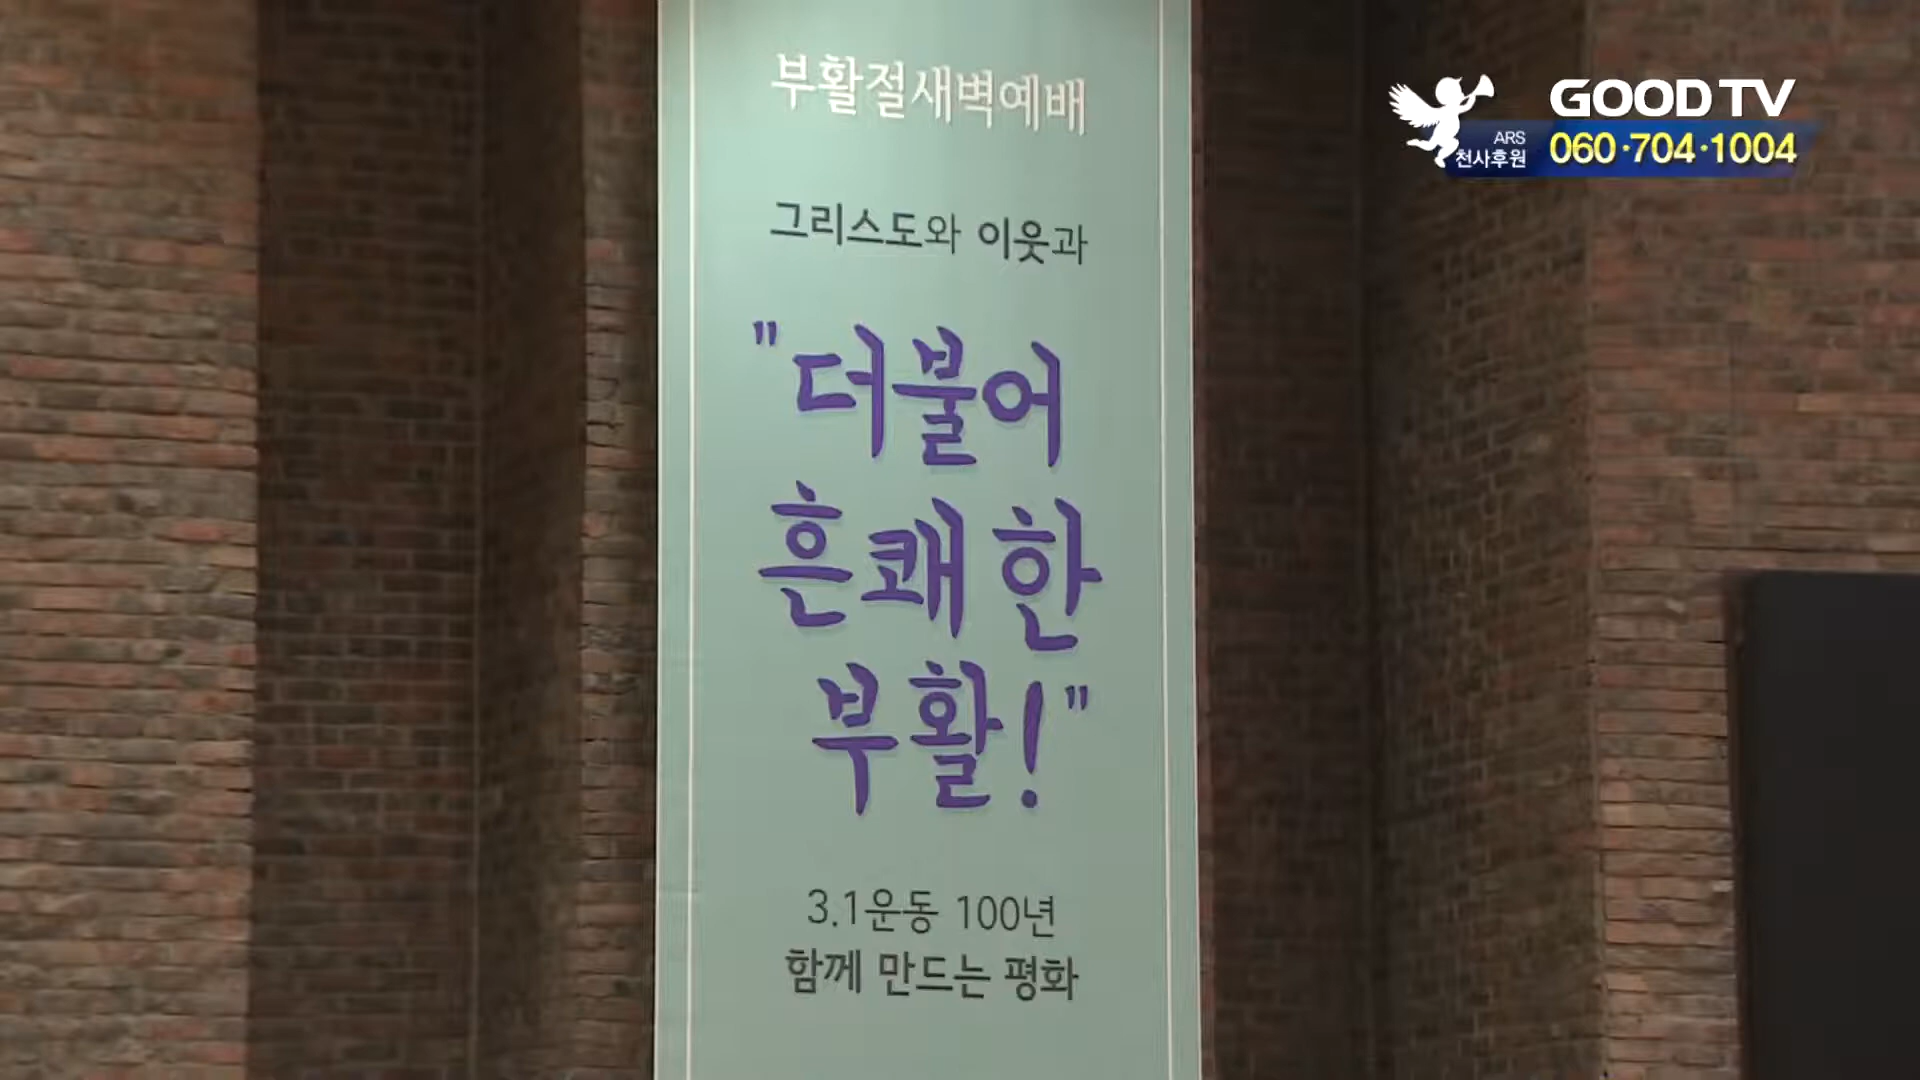 부활절새벽예배
그리스도와 이웃과
"더불어
흔쾌한
부활!"
3.1운동 100년
함께 만드는 평화
GOODTV
ARS
천사후원
060·704·1004